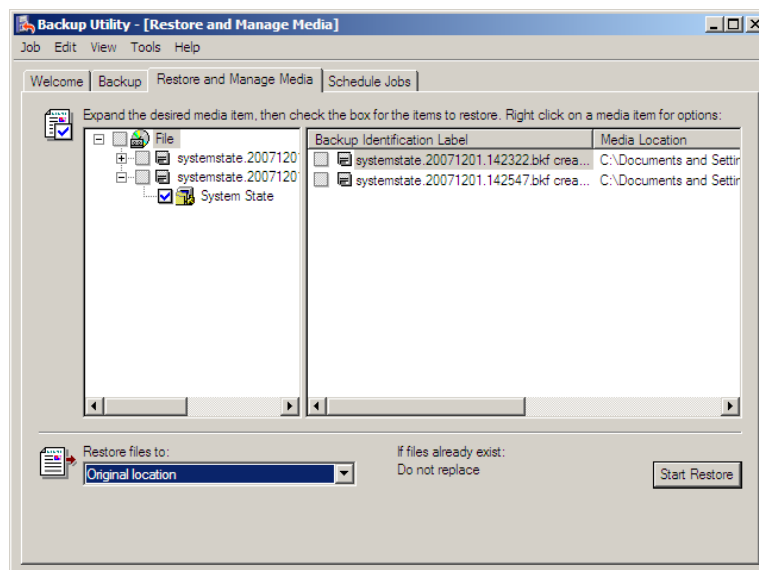 Backup Utility - [Restore and Manage Media]
Job Edit View Tools Help
Welcome Backup Restore and Manage Media Schedule Jobs
Expand the desired media item, then check the box for the items to restore. Right click on a media item for options:
File
systemstate.2007120
systemstate.2007120
System State
Backup Identification Label Media Location
systemstate.20071201.142322.bkf crea... C:\Documents and Settin
systemstate.20071201.142547.bkf crea... C:\Documents and Settin
Restore files to:
Original location
If files already exist:
Do not replace
Start Restore